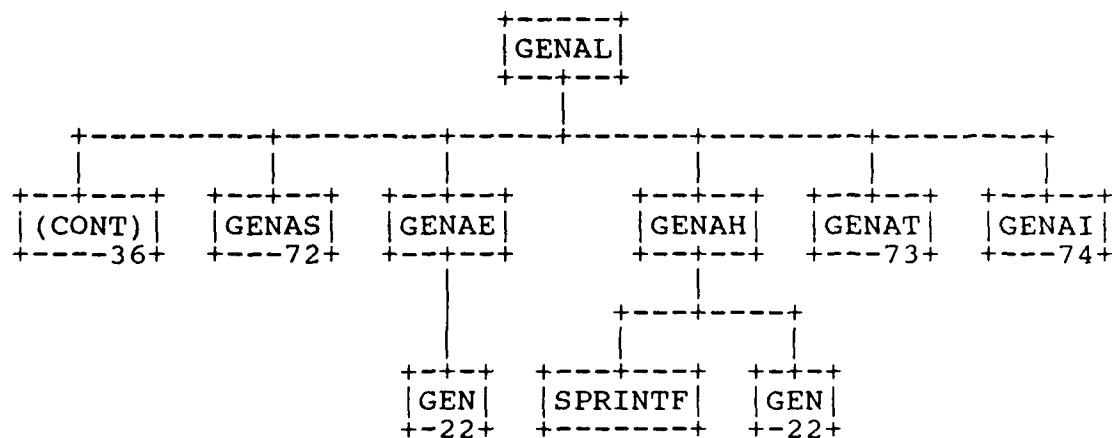 GENAL
(CONT) GENAS GENAE GENAH GENAT GENAI
36 72 73 74
GEN SPRINTF GEN
22 22